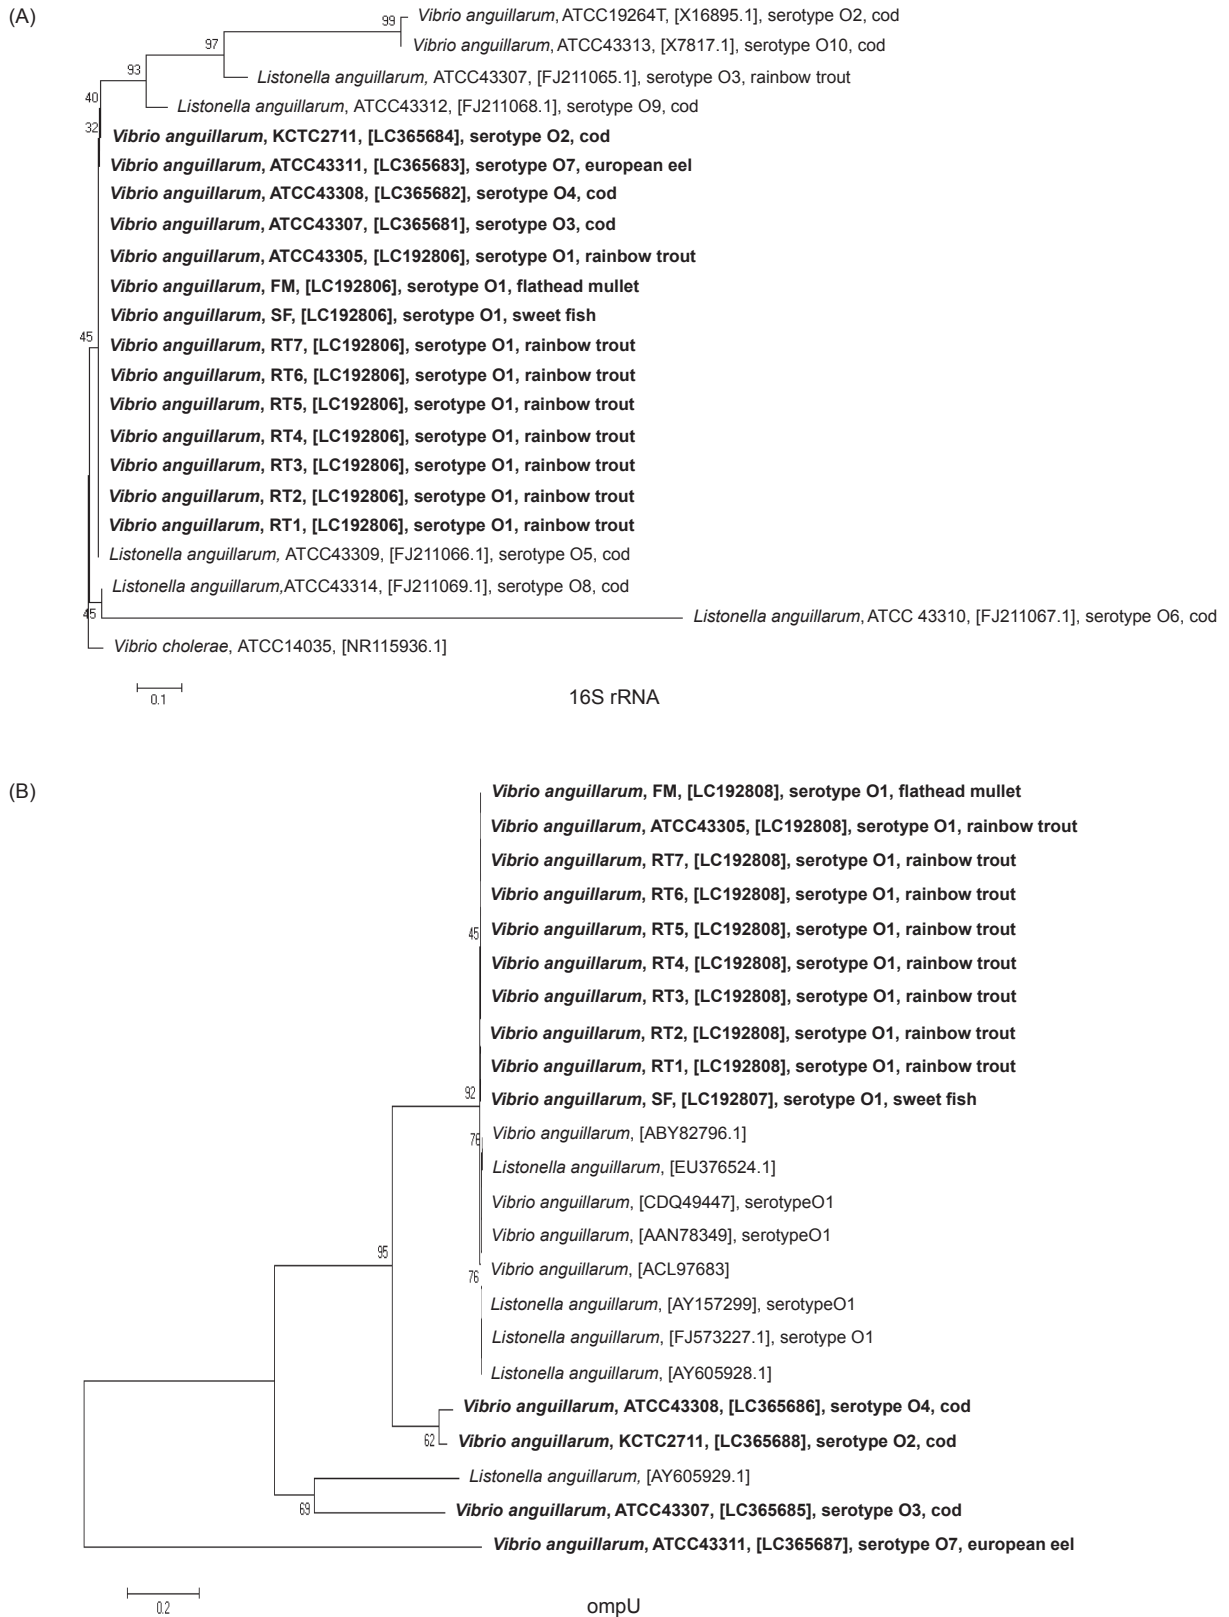 (A)
99
Vibrio anguillarum, ATCC19264T, [X16895.1], serotype O2, cod
97
Vibrio anguillarum, ATCC43313, [X7817.1], serotype O10, cod
93
Listonella anguillarum, ATCC43307, [FJ211065.1], serotype O3, rainbow trout
40
Listonella anguillarum, ATCC43312, [FJ211068.1], serotype O9, cod
32
Vibrio anguillarum, KCTC2711, [LC365684], serotype O2, cod
Vibrio anguillarum, ATCC43311, [LC365683], serotype O7, european eel
Vibrio anguillarum, ATCC43308, [LC365682], serotype O4, cod
Vibrio anguillarum, ATCC43307, [LC365681], serotype O3, cod
Vibrio anguillarum, ATCC43305, [LC192806], serotype O1, rainbow trout
Vibrio anguillarum, FM, [LC192806], serotype O1, flathead mullet
Vibrio anguillarum, SF, [LC192806], serotype O1, sweet fish
45
Vibrio anguillarum, RT7, [LC192806], serotype O1, rainbow trout
Vibrio anguillarum, RT6, [LC192806], serotype O1, rainbow trout
Vibrio anguillarum, RT5, [LC192806], serotype O1, rainbow trout
Vibrio anguillarum, RT4, [LC192806], serotype O1, rainbow trout
Vibrio anguillarum, RT3, [LC192806], serotype O1, rainbow trout
Vibrio anguillarum, RT2, [LC192806], serotype O1, rainbow trout
Vibrio anguillarum, RT1, [LC192806], serotype O1, rainbow trout
Listonella anguillarum, ATCC43309, [FJ211066.1], serotype O5, cod
Listonella anguillarum,ATCC43314, [FJ211069.1], serotype O8, cod
45
Listonella anguillarum, ATCC 43310, [FJ211067.1], serotype O6, cod
Vibrio cholerae, ATCC14035, [NR115936.1]
0.1
16S rRNA
(B)
Vibrio anguillarum, FM, [LC192808], serotype O1, flathead mullet
Vibrio anguillarum, ATCC43305, [LC192808], serotype O1, rainbow trout
Vibrio anguillarum, RT7, [LC192808], serotype O1, rainbow trout
Vibrio anguillarum, RT6, [LC192808], serotype O1, rainbow trout
45
Vibrio anguillarum, RT5, [LC192808], serotype O1, rainbow trout
Vibrio anguillarum, RT4, [LC192808], serotype O1, rainbow trout
Vibrio anguillarum, RT3, [LC192808], serotype O1, rainbow trout
Vibrio anguillarum, RT2, [LC192808], serotype O1, rainbow trout
Vibrio anguillarum, RT1, [LC192808], serotype O1, rainbow trout
92
Vibrio anguillarum, SF, [LC192807], serotype O1, sweet fish
Vibrio anguillarum, [ABY82796.1]
78
Listonella anguillarum, [EU376524.1]
Vibrio anguillarum, [CDQ49447], serotypeO1
Vibrio anguillarum, [AAN78349], serotypeO1
95
Vibrio anguillarum, [ACL97683]
76
Listonella anguillarum, [AY157299], serotypeO1
Listonella anguillarum, [FJ573227.1], serotype O1
Listonella anguillarum, [AY605928.1]
Vibrio anguillarum, ATCC43308, [LC365686], serotype O4, cod
62
Vibrio anguillarum, KCTC2711, [LC365688], serotype O2, cod
Listonella anguillarum, [AY605929.1]
69
Vibrio anguillarum, ATCC43307, [LC365685], serotype O3, cod
Vibrio anguillarum, ATCC43311, [LC365687], serotype O7, european eel
0.2
ompU